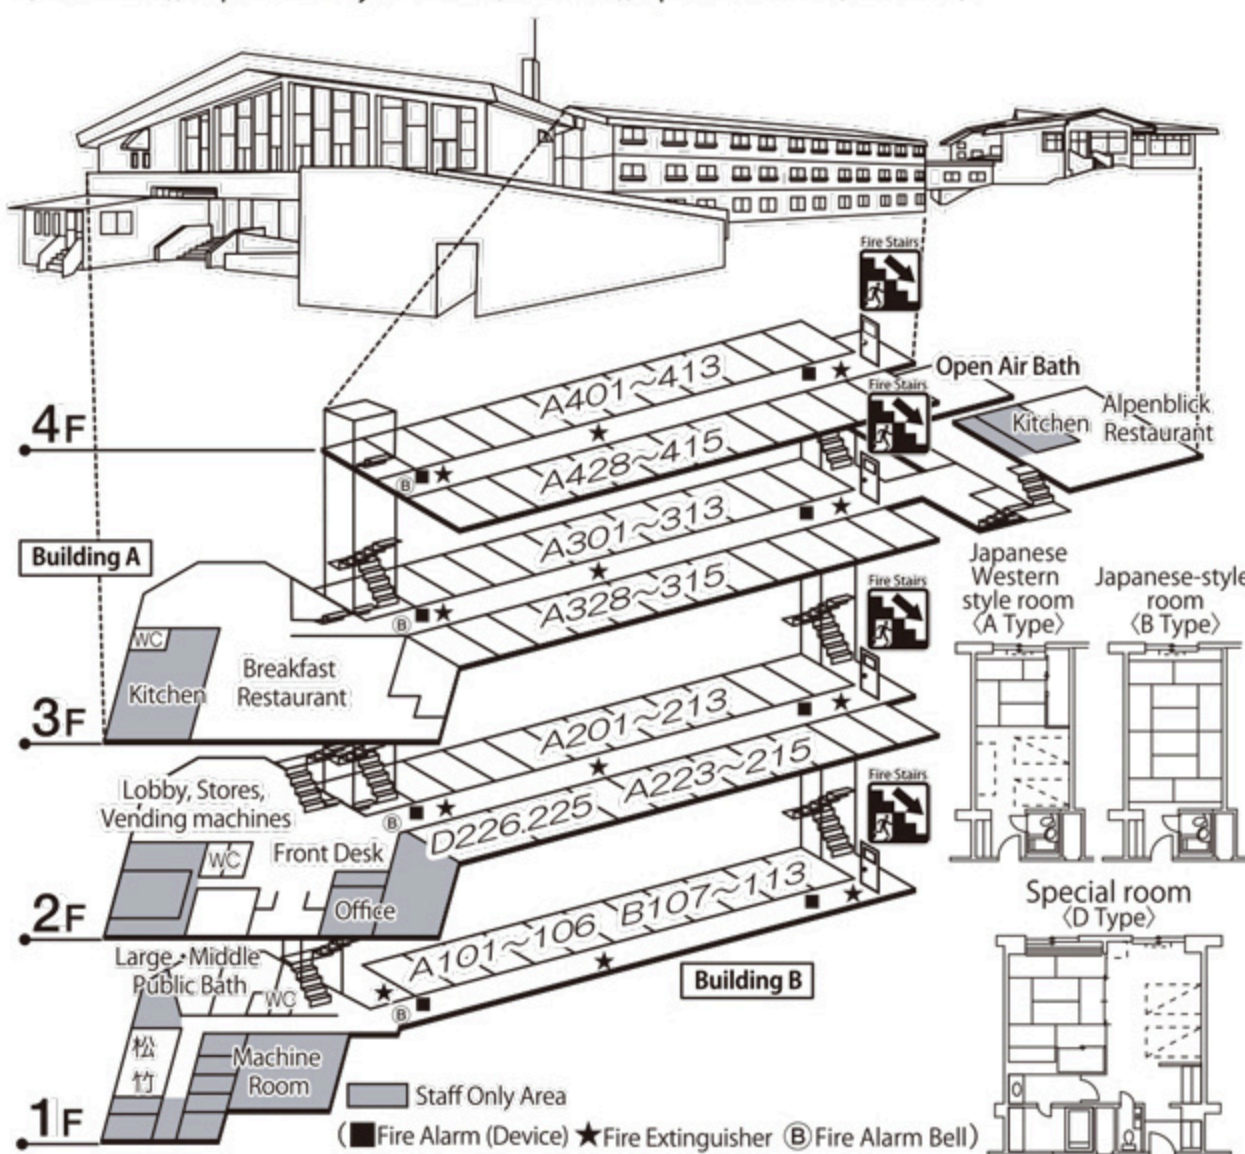 Fire Stairs
4F
A401~413
Open Air Bath
Fire Stairs
Kitchen
Alpenblick
Restaurant
A428~415
Ⓑ
Building A
A301~313
A328~315
Ⓑ
WC
Kitchen
Breakfast
Restaurant
3F
Fire Stairs
Japanese
Western
style room
〈A Type〉
Japanese-style
room
〈B Type〉
A201~213
Lobby, Stores,
Vending machines
Ⓑ
D226.225 A223~215
Fire Stairs
WC
Front Desk
Office
2F
A101~106 B107~113
Special room
〈D Type〉
Large・Middle
Public Bath
WC
Ⓑ
Building B
松
竹
Machine
Room
Staff Only Area
1F
(■Fire Alarm (Device) ★Fire Extinguisher ⒷFire Alarm Bell)